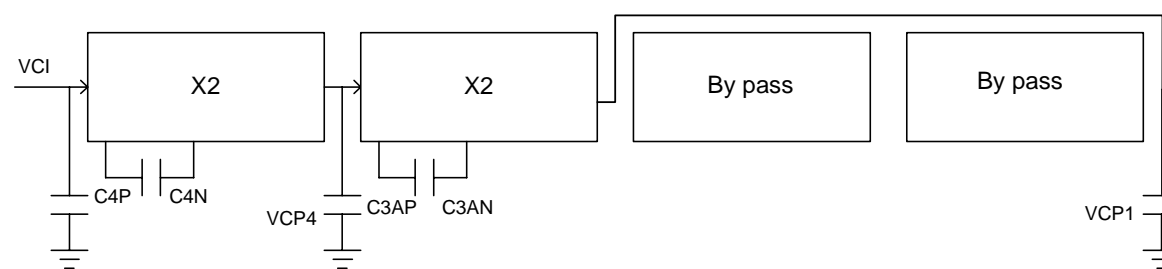 VCI
X2
X2
By pass
By pass
C4P
C4N
VCP4
C3AP
C3AN
VCP1